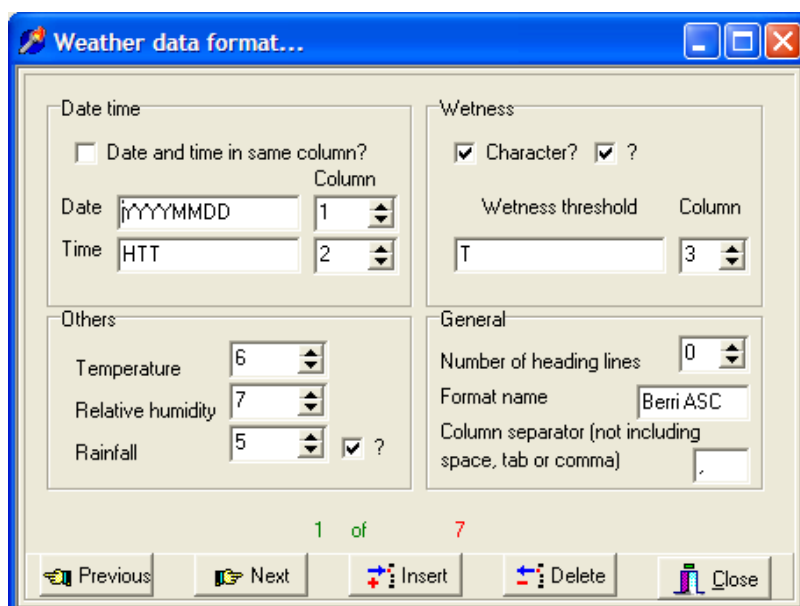 Weather data format...
Date time
Date and time in same column?
Column
Date YYYYMMDD 1
Time HTT 2
Wetness
Character? ?
Wetness threshold Column
T 3
Others
Temperature 6
Relative humidity 7
Rainfall 5 ?
General
Number of heading lines 0
Format name Berri.ASC
Column separator (not including
space, tab or comma) ,
1 of 7
Previous Next Insert Delete Close